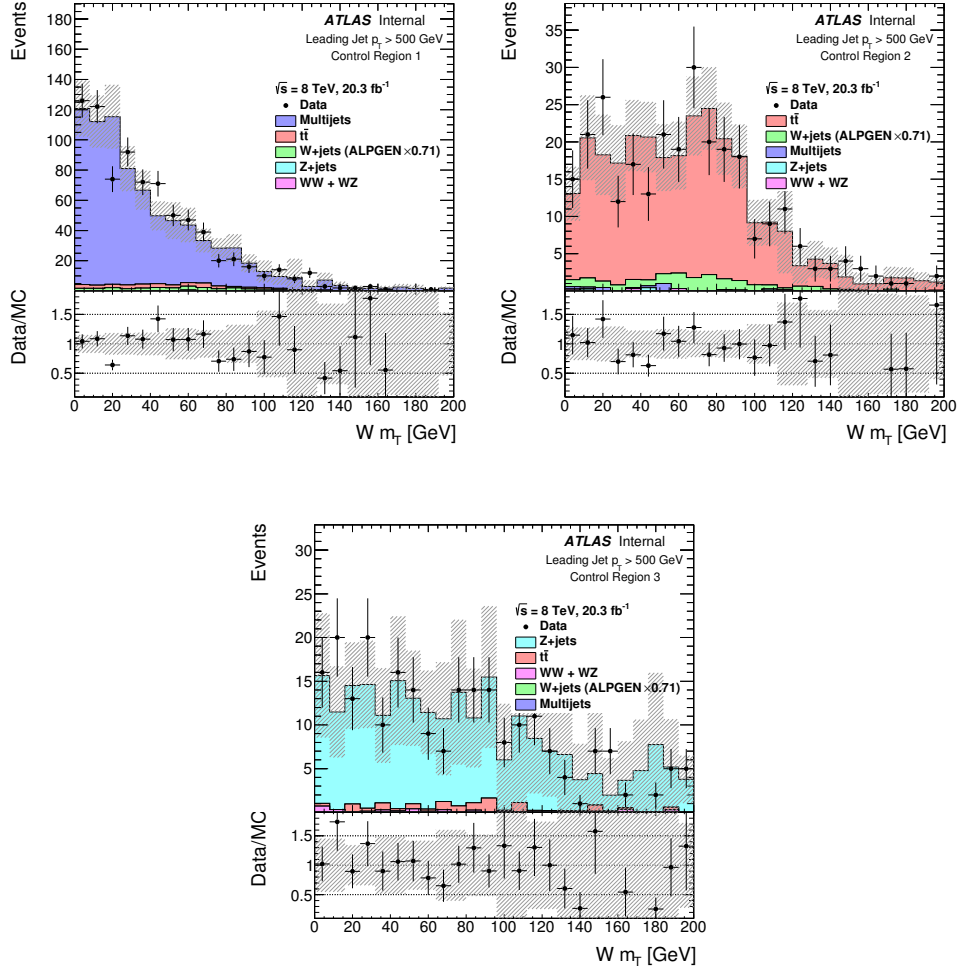 Events
180
160
140
120
100
80
60
40
20
ATLAS Internal
Leading Jet p_T > 500 GeV
Control Region 1
√s = 8 TeV, 20.3 fb⁻¹
Data
Multijets
tt̄
W+jets (ALPGEN×0.71)
Z+jets
WW + WZ
Data/MC
1.5
1
0.5
0 20 40 60 80 100 120 140 160 180 200
W m_T [GeV]
Events
35
30
25
20
15
10
5
ATLAS Internal
Leading Jet p_T > 500 GeV
Control Region 2
√s = 8 TeV, 20.3 fb⁻¹
Data
tt̄
W+jets (ALPGEN×0.71)
Multijets
Z+jets
WW + WZ
Data/MC
1.5
1
0.5
0 20 40 60 80 100 120 140 160 180 200
W m_T [GeV]
Events
30
25
20
15
10
5
ATLAS Internal
Leading Jet p_T > 500 GeV
Control Region 3
√s = 8 TeV, 20.3 fb⁻¹
Data
Z+jets
tt̄
WW + WZ
W+jets (ALPGEN×0.71)
Multijets
Data/MC
1.5
1
0.5
0 20 40 60 80 100 120 140 160 180 200
W m_T [GeV]